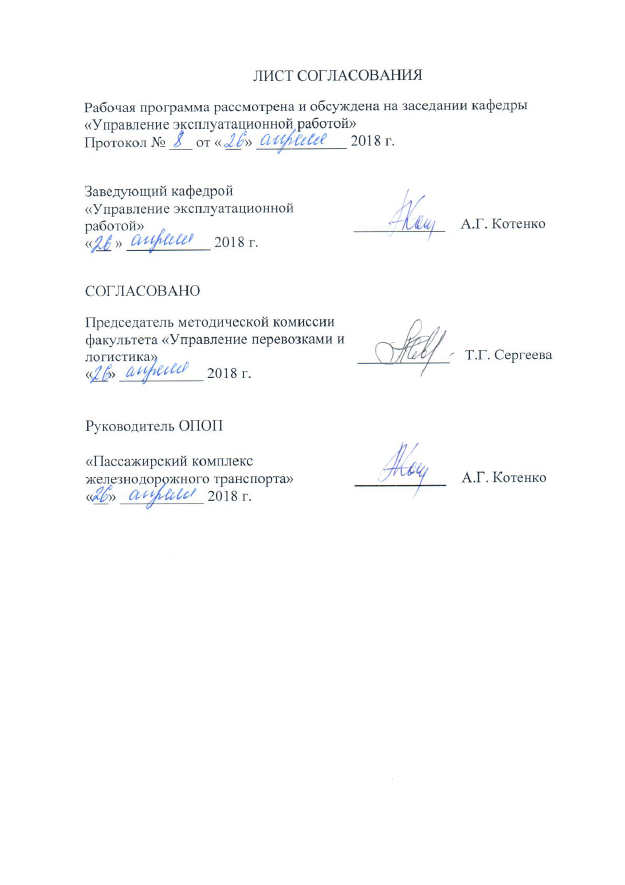 ЛИСТ СОГЛАСОВАНИЯ
Рабочая программа рассмотрена и обсуждена на заседании кафедры
«Управление эксплуатационной работой»
Протокол № 8 от «26» апреля 2018 г.
Заведующий кафедрой
«Управление эксплуатационной
работой» А.Г. Котенко
«26» апреля 2018 г.
СОГЛАСОВАНО
Председатель методической комиссии
факультета «Управление перевозками и
логистика» Т.Г. Сергеева
«26» апреля 2018 г.
Руководитель ОПОП
«Пассажирский комплекс
железнодорожного транспорта» А.Г. Котенко
«26» апреля 2018 г.